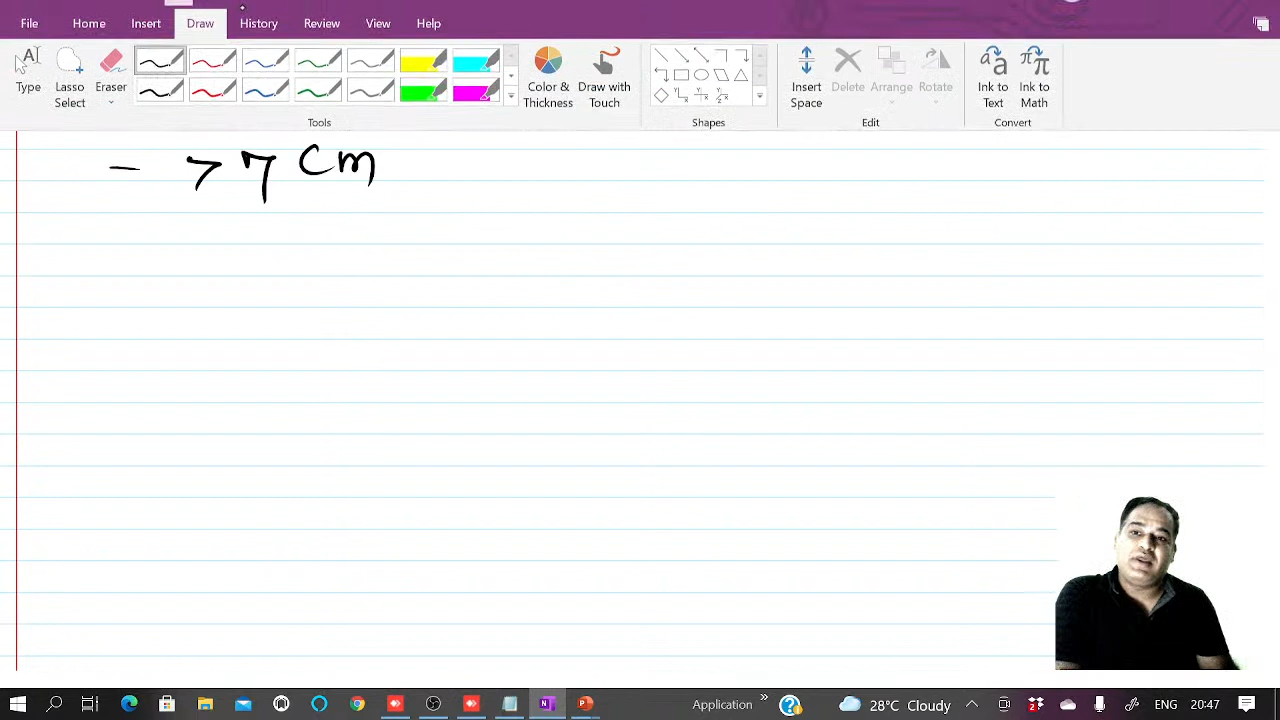 File Home Insert Draw History Review View Help
Type Lasso Select Eraser Color & Thickness Draw with Touch Insert Space Delete Arrange Rotate Ink to Text Ink to Math
Tools Shapes Edit Convert
- > 7 cm
Application 28°C Cloudy ENG 20:47